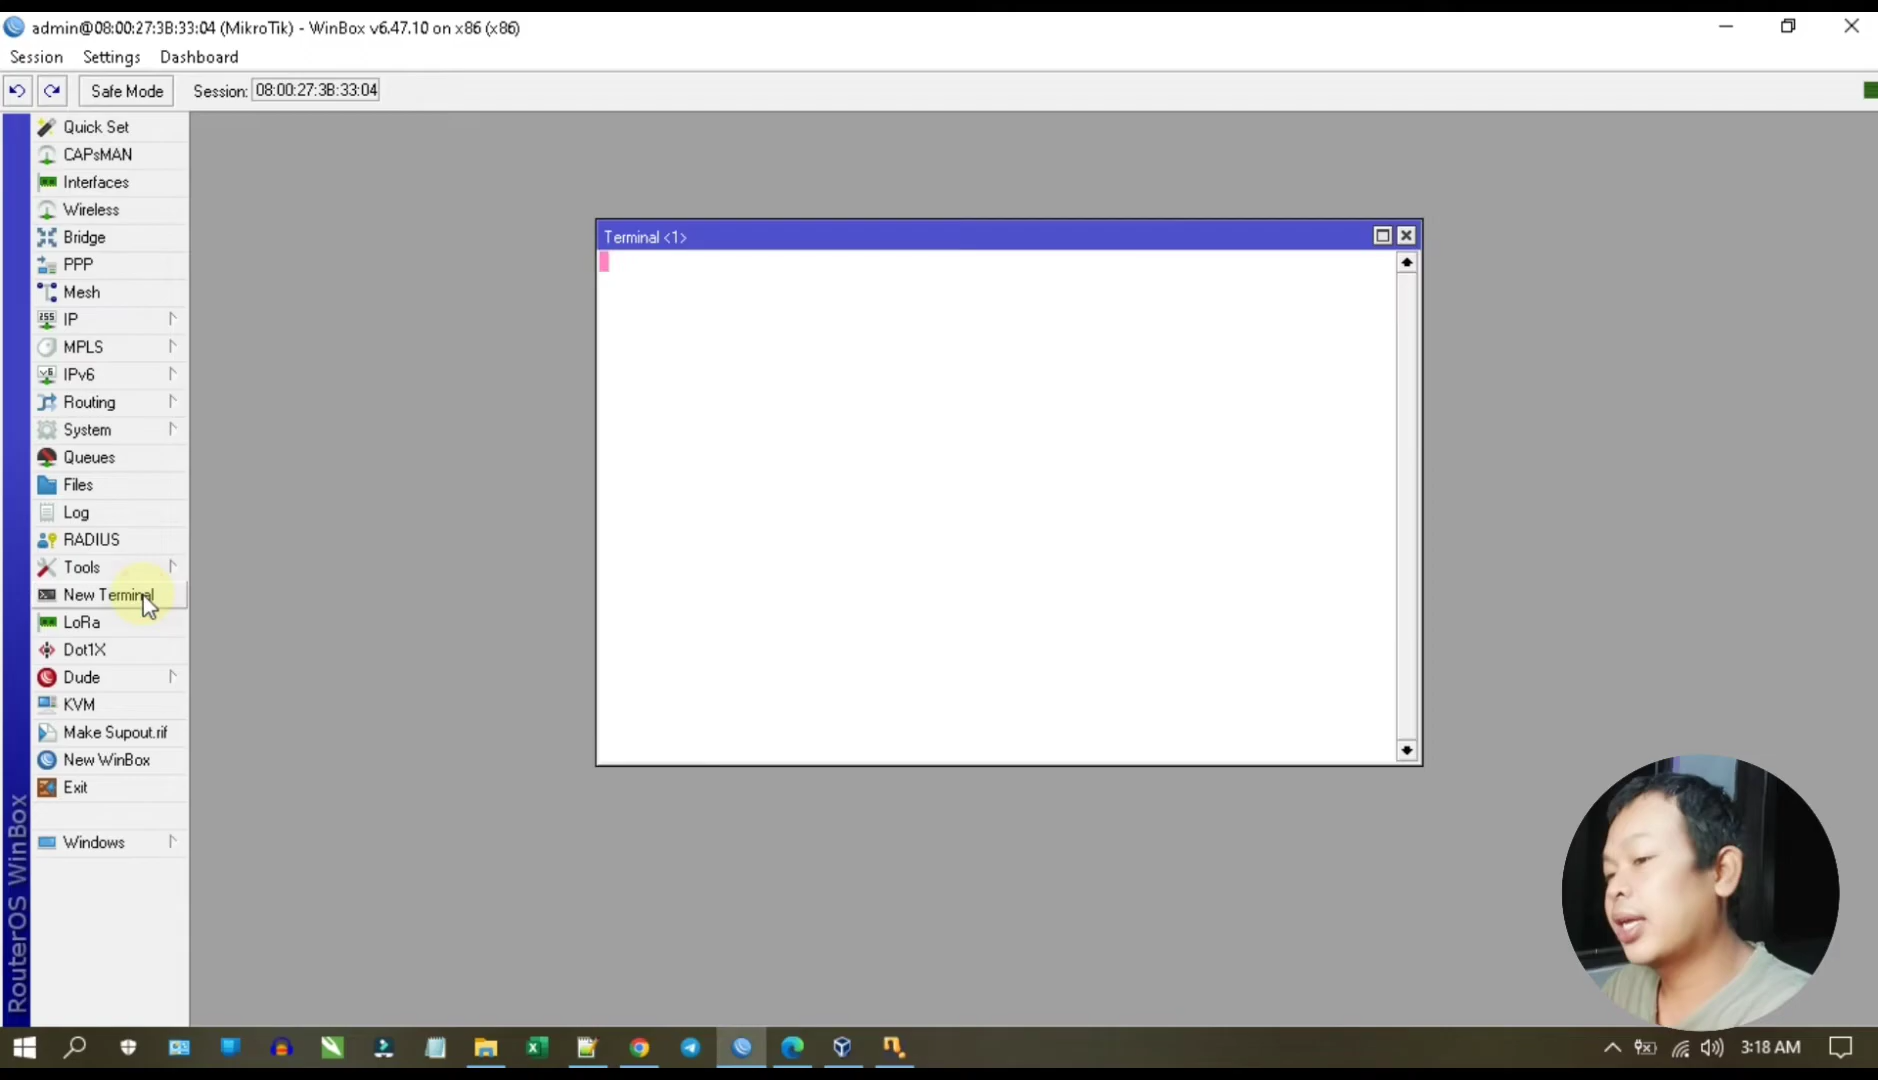 admin@08:00:27:3B:33:04 (MikroTik) - WinBox v6.47.10 on x86 (x86)
Session Settings Dashboard
Safe Mode Session: 08:00:27:3B:33:04
Quick Set
CAPsMAN
Interfaces
Wireless
Bridge
PPP
Mesh
255 IP
MPLS
v6 IPv6
Routing
System
Queues
Files
Log
RADIUS
Tools
New Terminal
LoRa
Dot1X
Dude
KVM
Make Supout.rif
New WinBox
Exit
Windows
RouterOS WinBox
Terminal <1>
3:18 AM